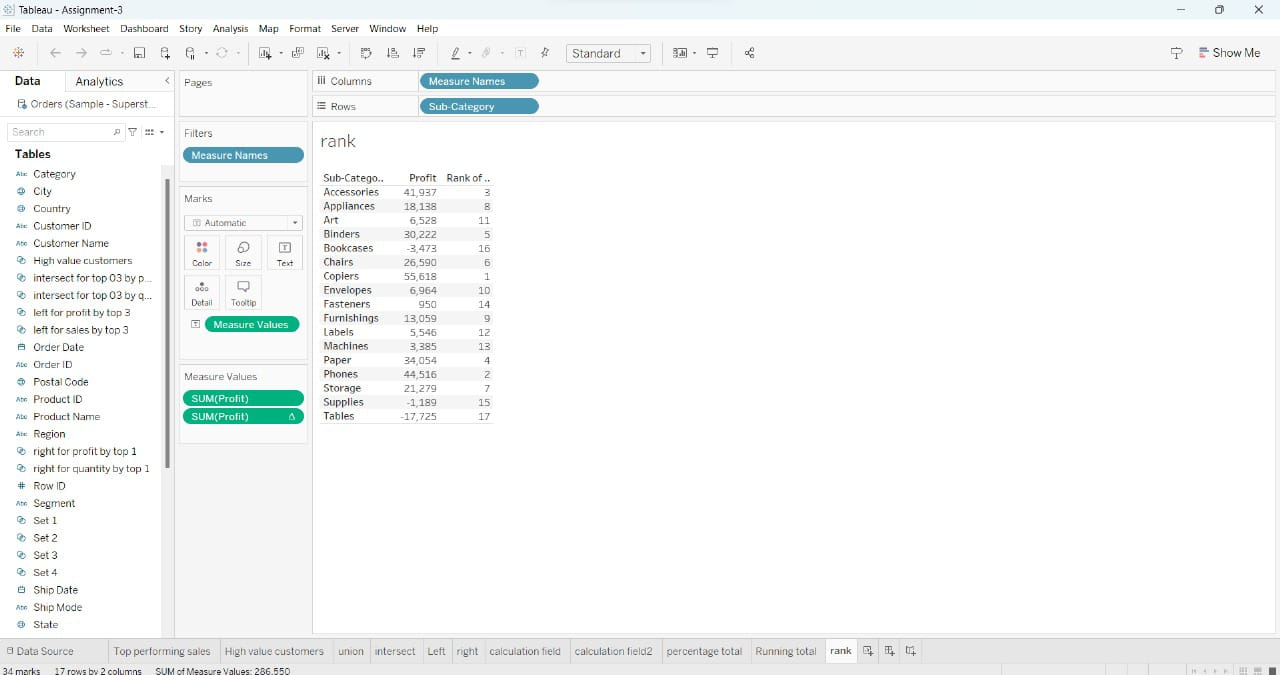 Tableau - Assignment-3
File Data Worksheet Dashboard Story Analysis Map Format Server Window Help
Standard
Show Me
Data Analytics
Pages
Columns Measure Names
Orders (Sample - Superst...
Rows Sub-Category
Search
Filters
Measure Names
rank
Tables
Abc Category
City
Country
Abc Customer ID
Abc Customer Name
High value customers
intersect for top 03 by p...
intersect for top 03 by q...
left for profit by top 3
left for sales by top 3
Order Date
Abc Order ID
Postal Code
Abc Product ID
Abc Product Name
Abc Region
right for profit by top 1
right for quantity by top 1
# Row ID
Abc Segment
Set 1
Set 2
Set 3
Set 4
Ship Date
Abc Ship Mode
State
Marks
Automatic
Color Size Text
Detail Tooltip
Measure Values
Measure Values
SUM(Profit)
SUM(Profit) Δ
Sub-Catego.. Profit Rank of ..
Accessories 41,937 3
Appliances 18,138 8
Art 6,528 11
Binders 30,222 5
Bookcases -3,473 16
Chairs 26,590 6
Copiers 55,618 1
Envelopes 6,964 10
Fasteners 950 14
Furnishings 13,059 9
Labels 5,546 12
Machines 3,385 13
Paper 34,054 4
Phones 44,516 2
Storage 21,279 7
Supplies -1,189 15
Tables -17,725 17
Data Source Top performing sales High value customers union intersect Left right calculation field calculation field2 percentage total Running total rank
34 marks 17 rows by 2 columns SUM of Measure Values: 286,550